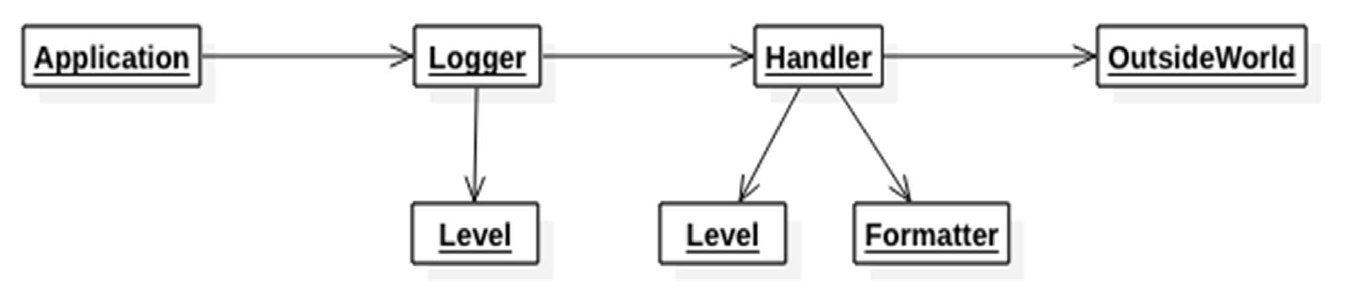 Application
Logger
Handler
OutsideWorld
Level
Level
Formatter